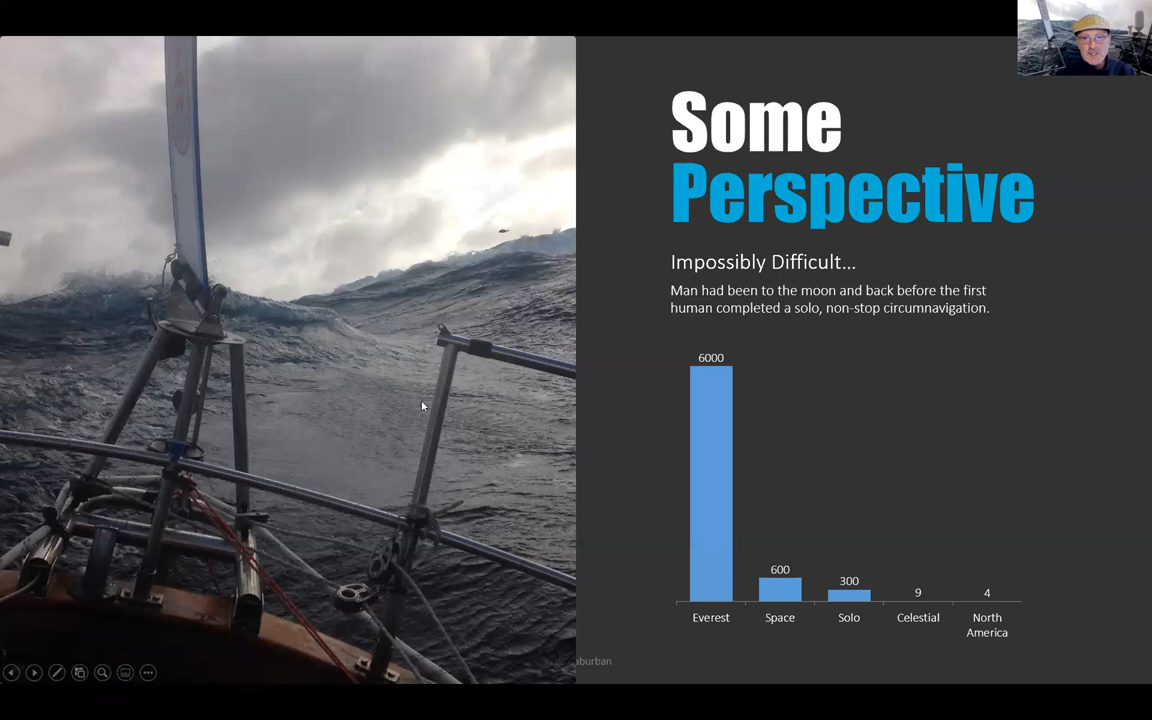 Some
Perspective
Impossibly Difficult...
Man had been to the moon and back before the first
human completed a solo, non-stop circumnavigation.
6000
600
300
9
4
Everest
Space
Solo
Celestial
North
America